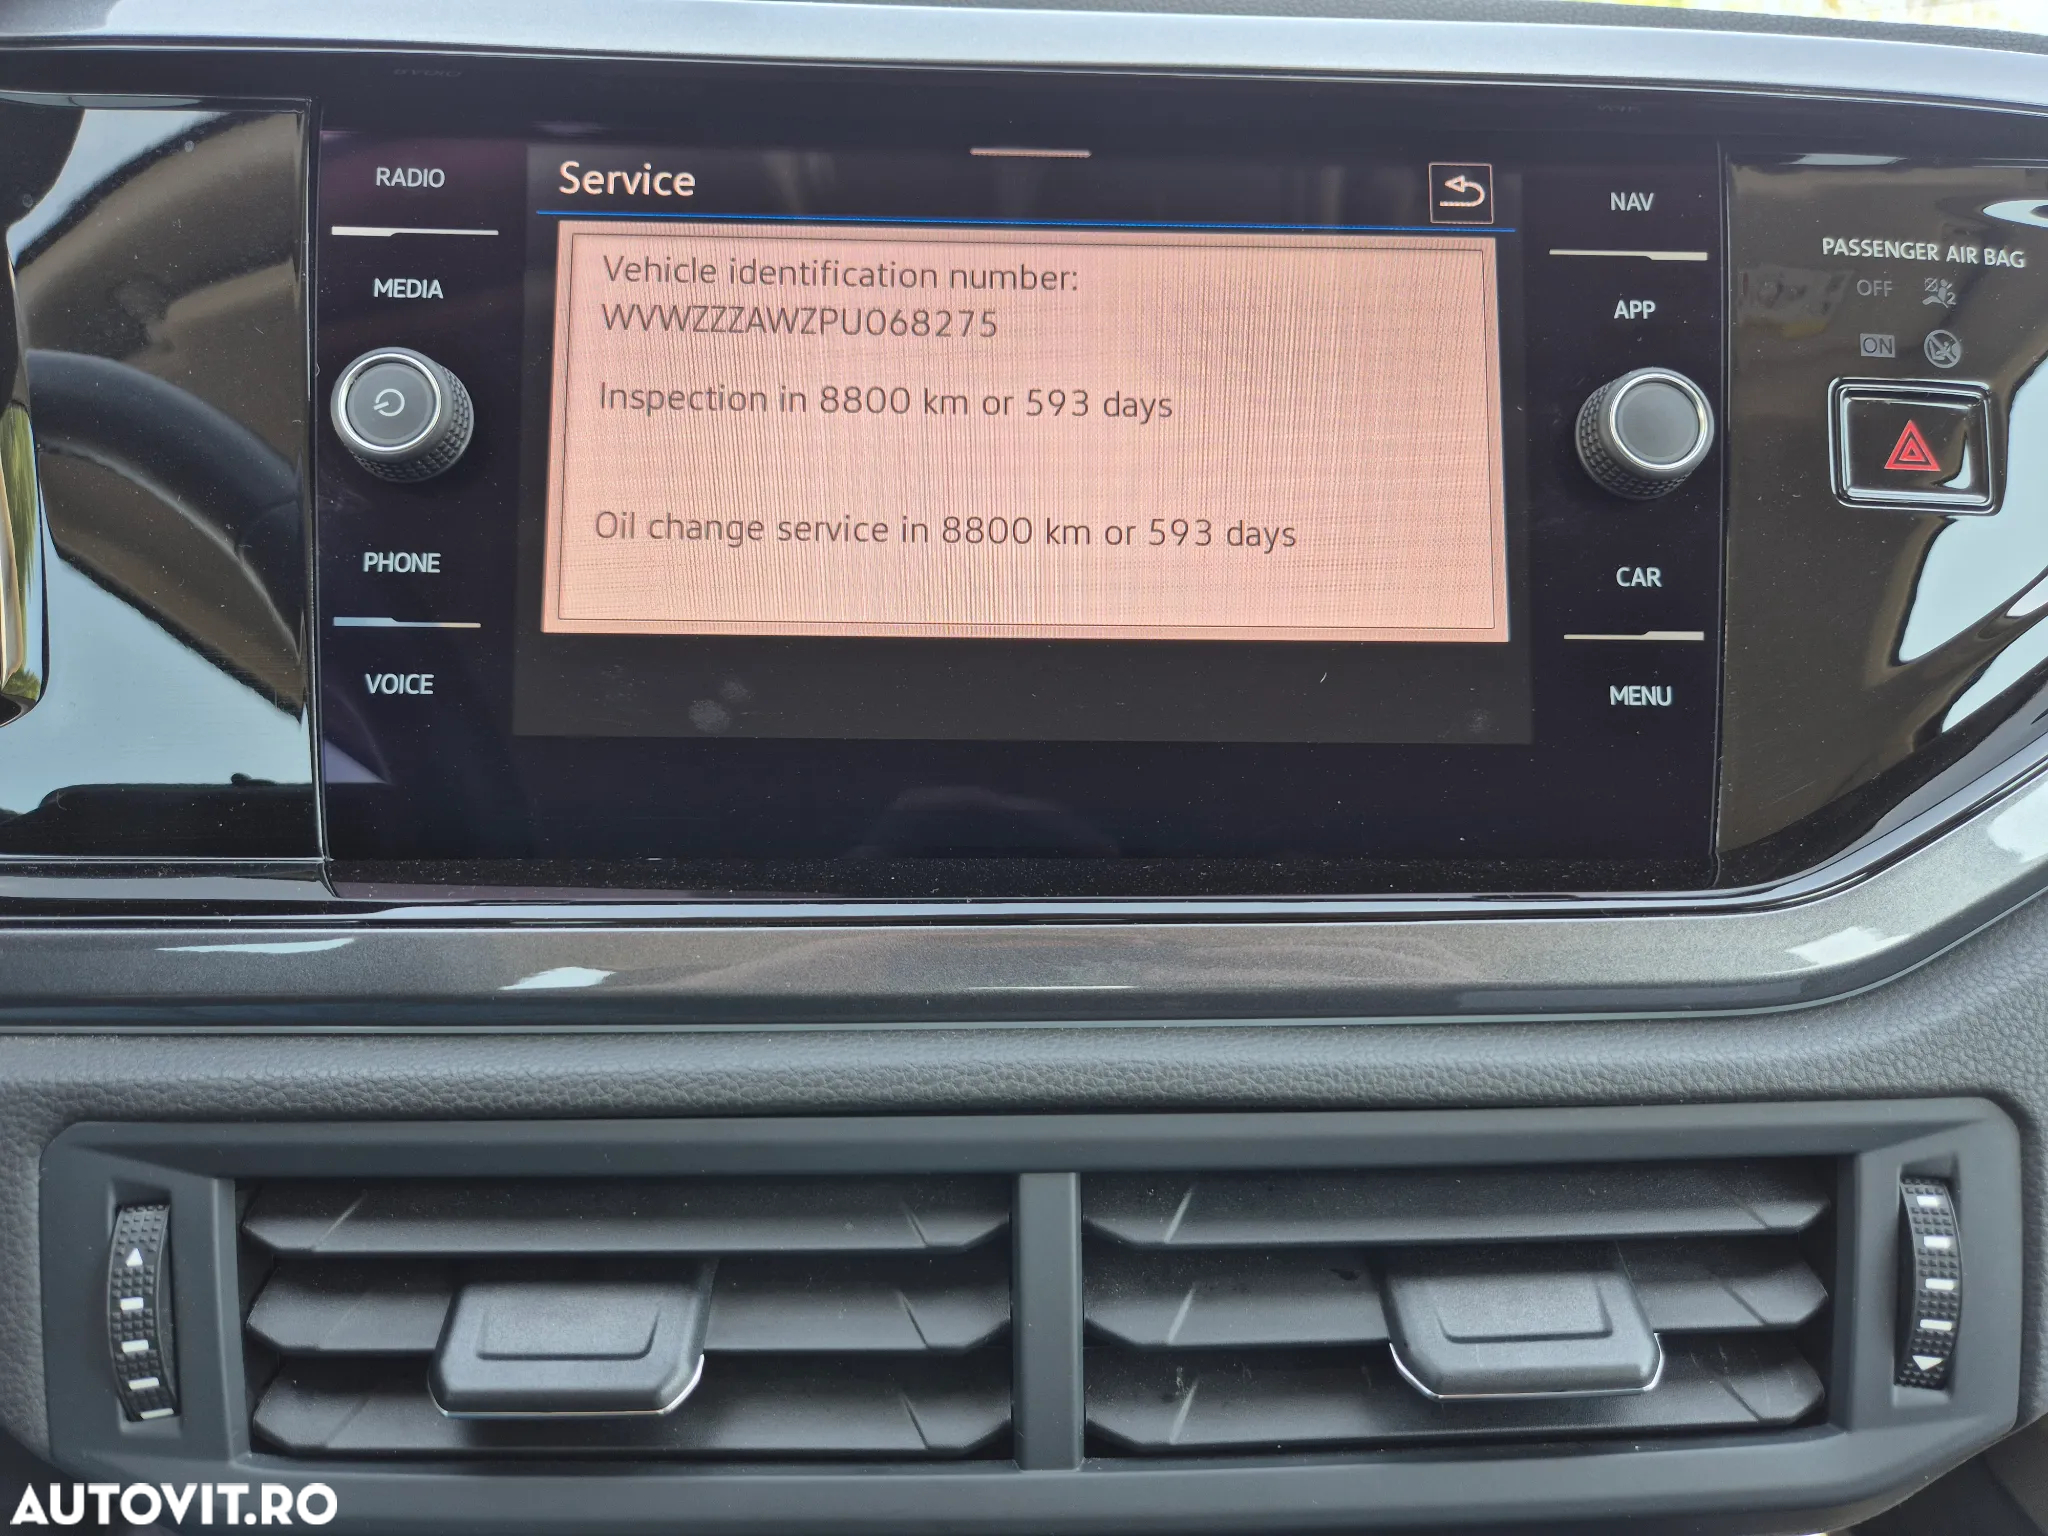 RADIO
MEDIA
PHONE
VOICE
Service
Vehicle identification number:
WVWZZZAWZPU068275
Inspection in 8800 km or 593 days
Oil change service in 8800 km or 593 days
NAV
APP
CAR
MENU
PASSENGER AIR BAG
OFF
2
ON
AUTOVIT.RO